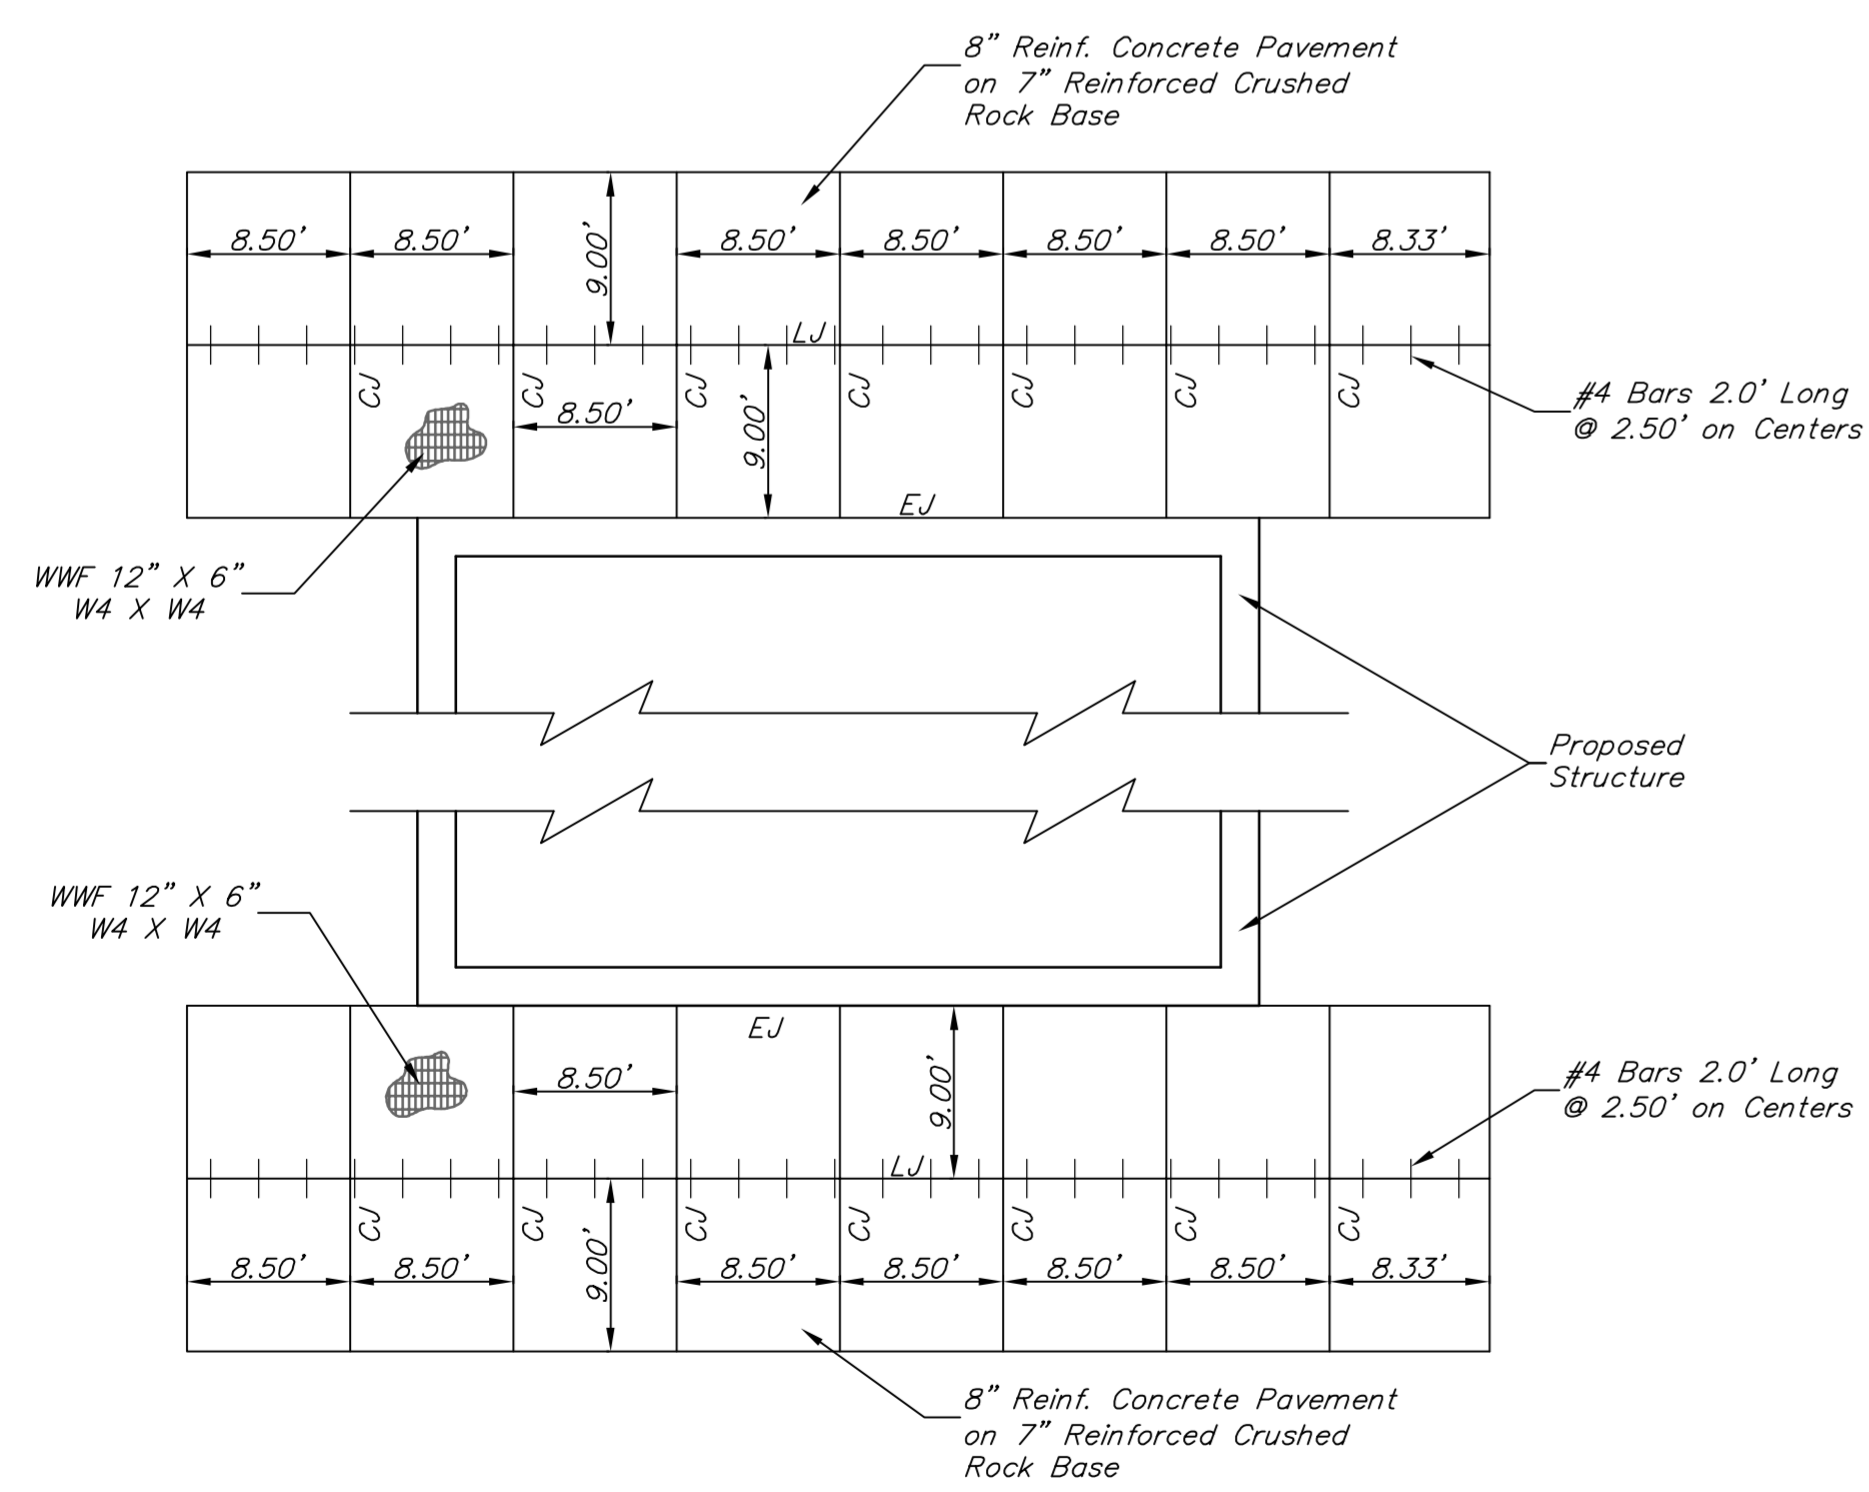 8” Reinf. Concrete Pavement
on 7” Reinforced Crushed
Rock Base
8.50’
8.50’
9.00’
8.50’
8.50’
8.50’
8.50’
8.33’
LJ
CJ
CJ
8.50’
9.00’
CJ
CJ
CJ
CJ
CJ
#4 Bars 2.0’ Long
@ 2.50’ on Centers
EJ
WWF 12” X 6”
W4 X W4
Proposed
Structure
WWF 12” X 6”
W4 X W4
EJ
8.50’
9.00’
#4 Bars 2.0’ Long
@ 2.50’ on Centers
LJ
CJ
CJ
CJ
CJ
CJ
CJ
CJ
8.50’
8.50’
9.00’
8.50’
8.50’
8.50’
8.50’
8.33’
8” Reinf. Concrete Pavement
on 7” Reinforced Crushed
Rock Base